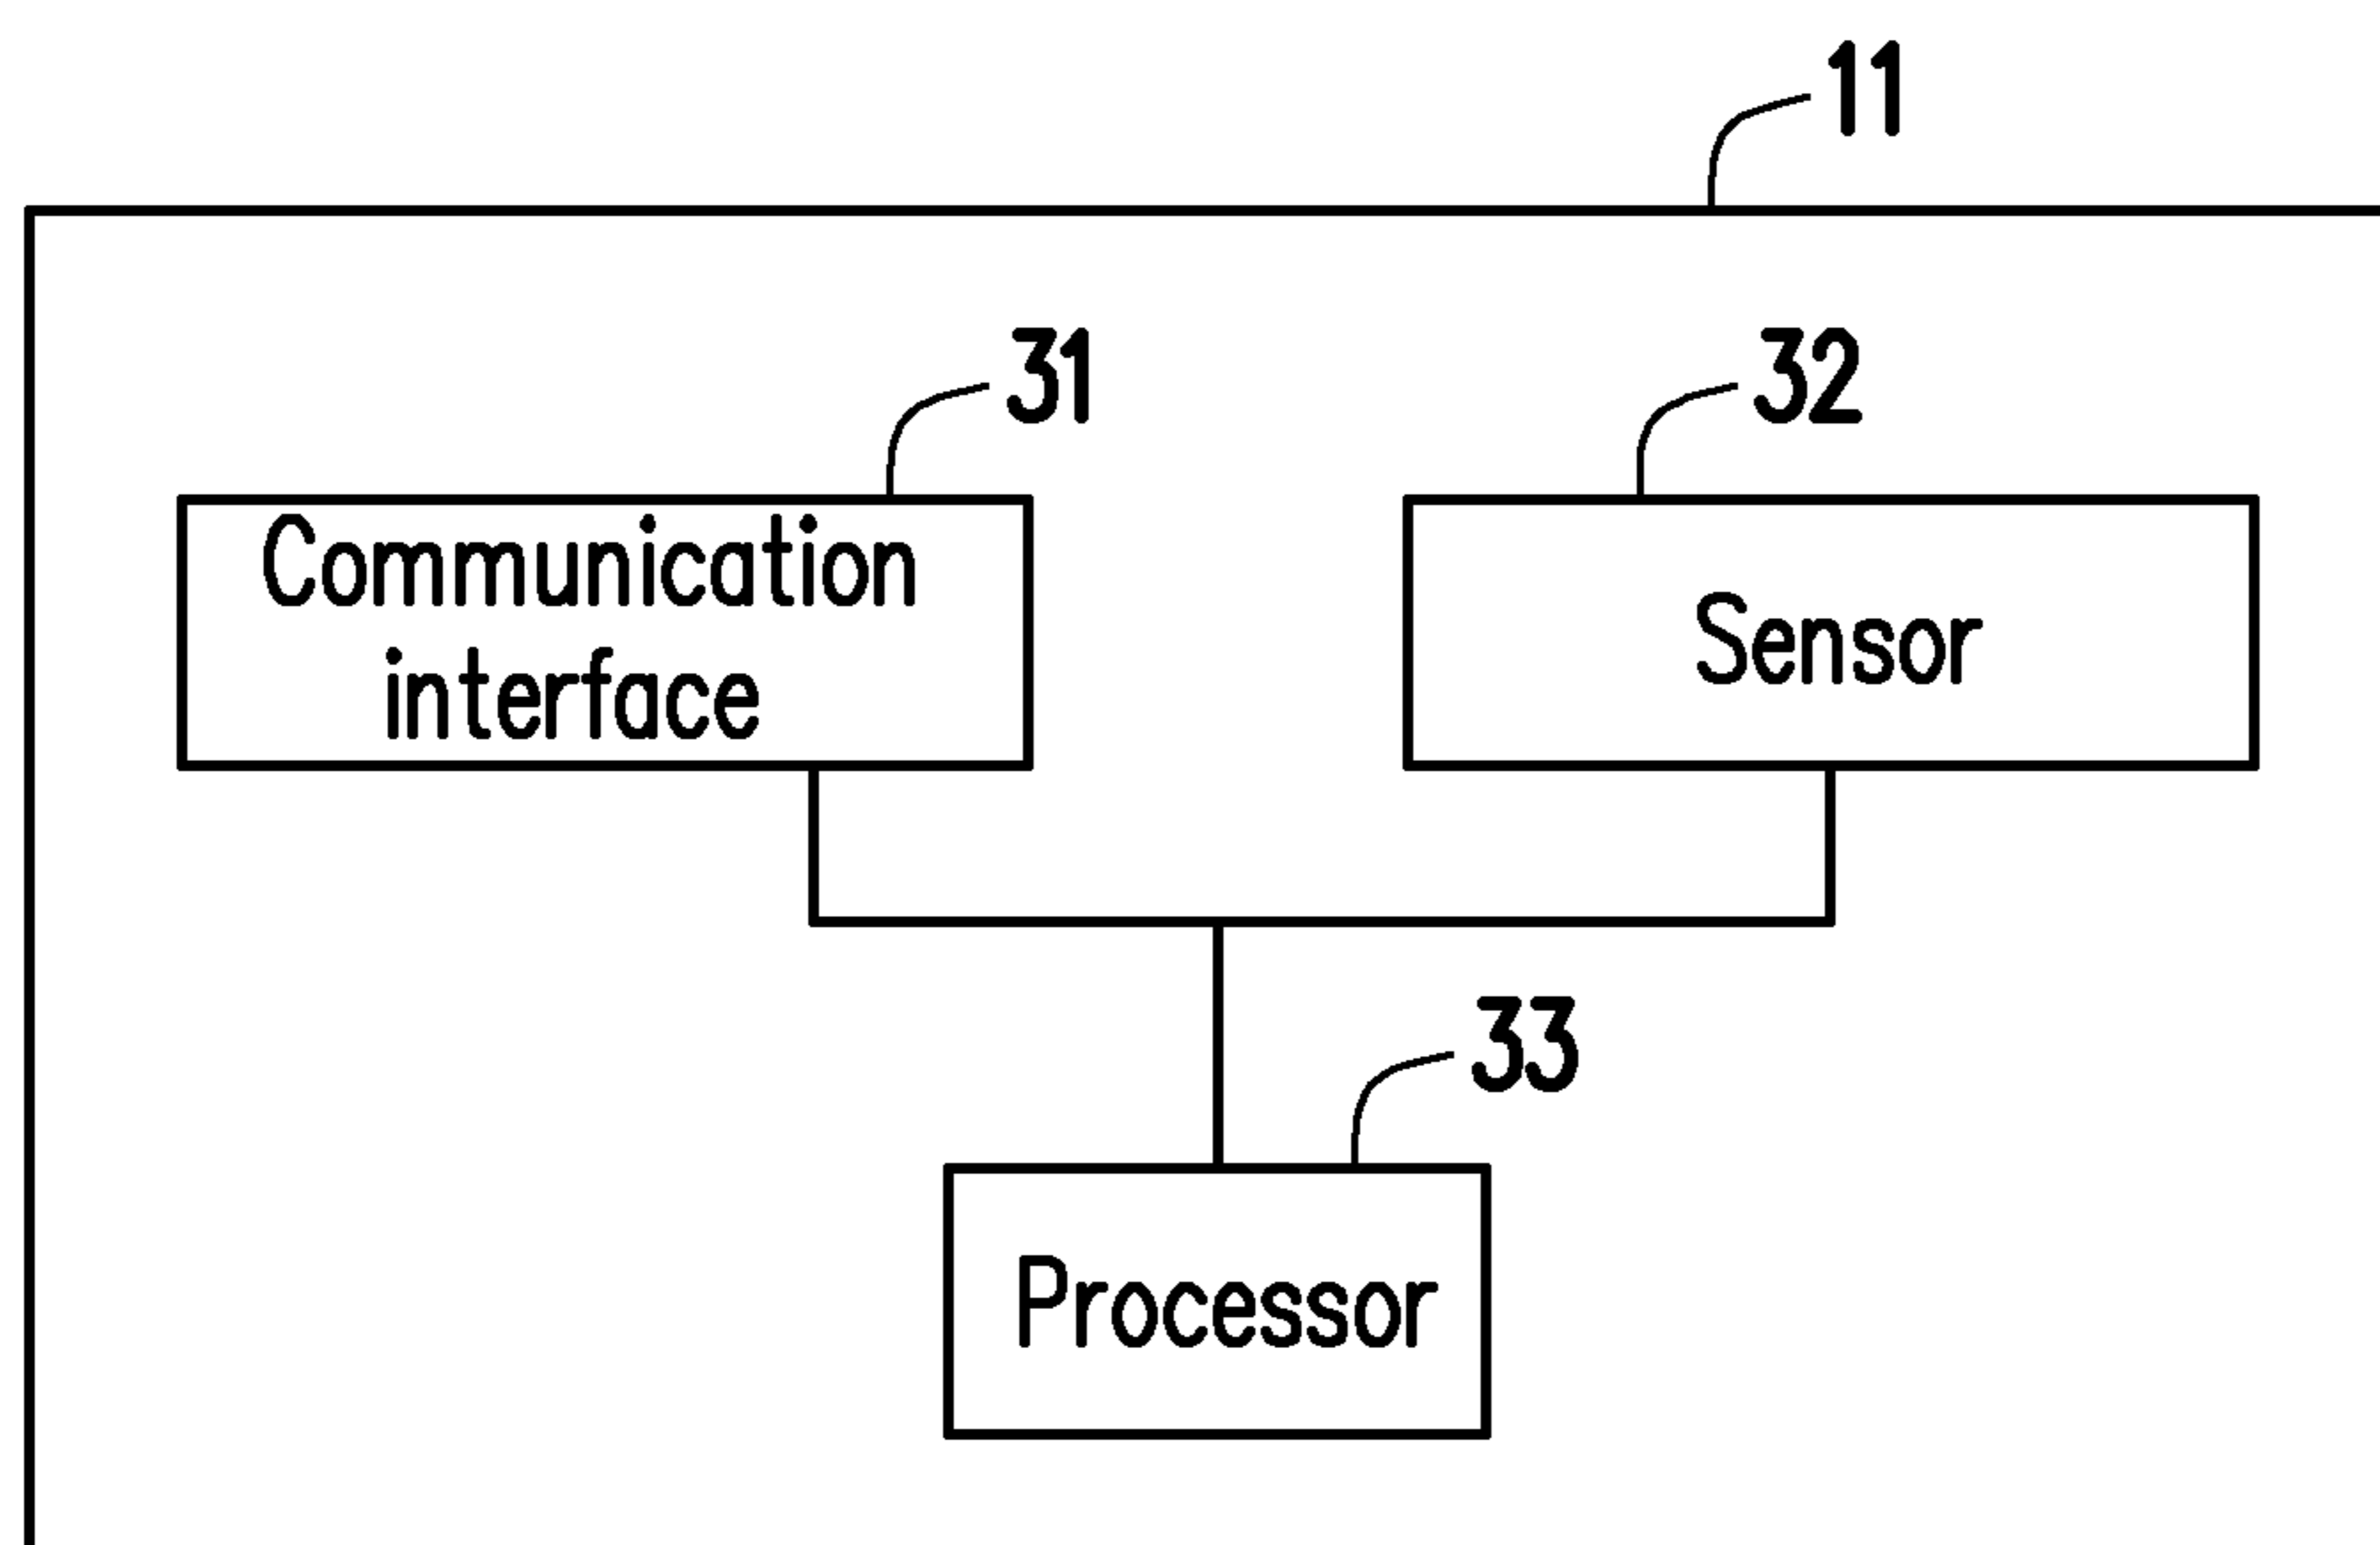 11
31
32
Communication
interface
Sensor
33
Processor